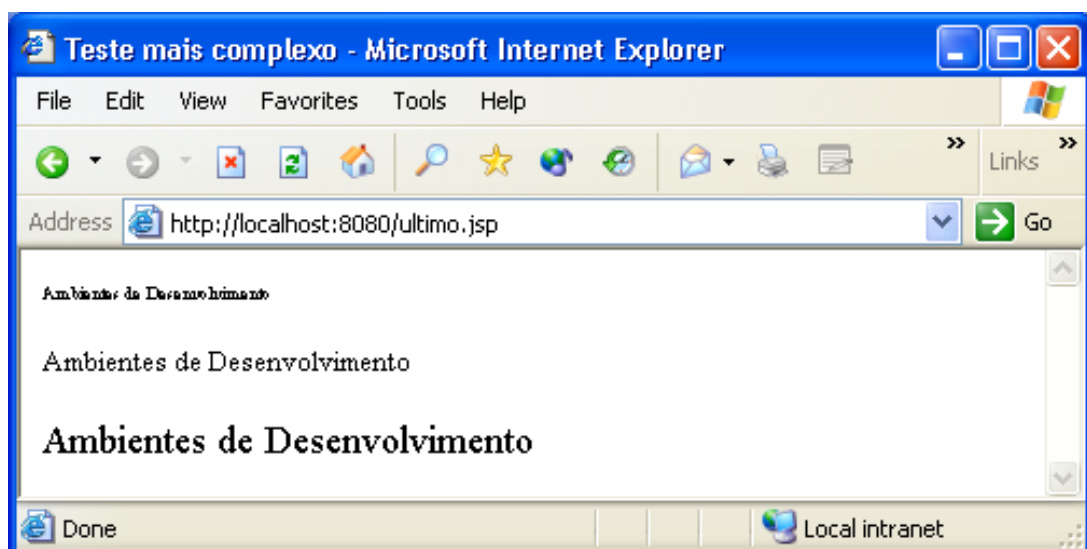 Teste mais complexo - Microsoft Internet Explorer
File Edit View Favorites Tools Help
» Links »
Address http://localhost:8080/ultimo.jsp Go
Ambientes de Desenvolvimento
Ambientes de Desenvolvimento
Ambientes de Desenvolvimento
Done Local intranet